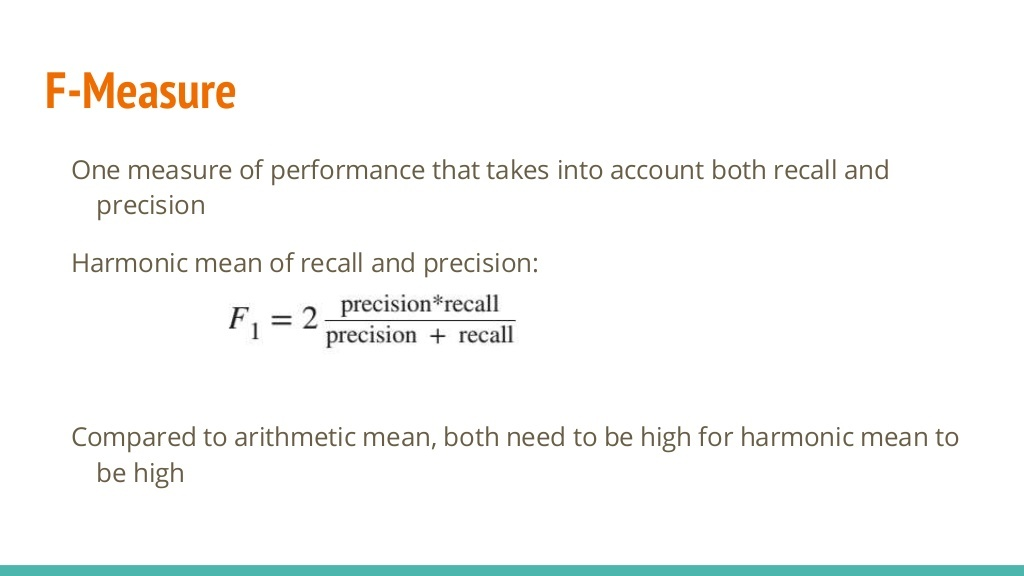 F-Measure
One measure of performance that takes into account both recall and
precision
Harmonic mean of recall and precision:
F₁ = 2 precision*recall
precision + recall
Compared to arithmetic mean, both need to be high for harmonic mean to
be high